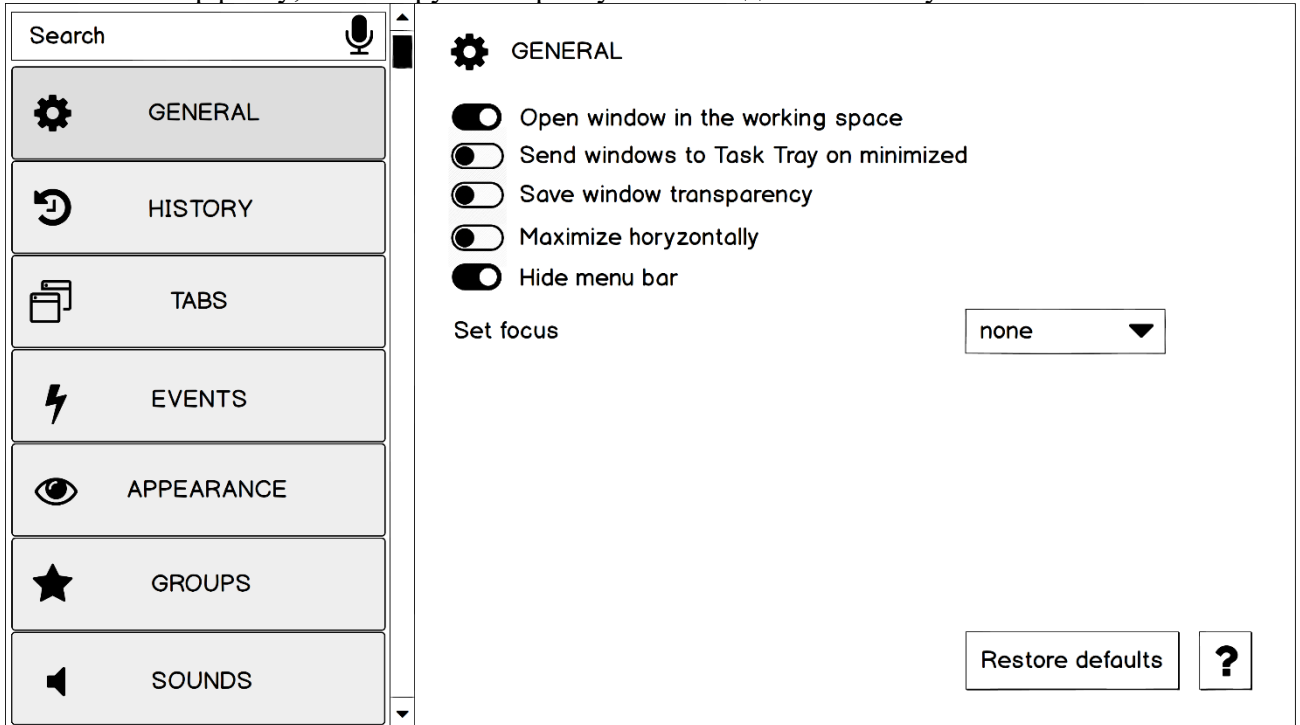 Search
GENERAL
HISTORY
TABS
EVENTS
APPEARANCE
GROUPS
SOUNDS
GENERAL
Open window in the working space
Send windows to Task Tray on minimized
Save window transparency
Maximize horyzontally
Hide menu bar
Set focus
none
Restore defaults
?